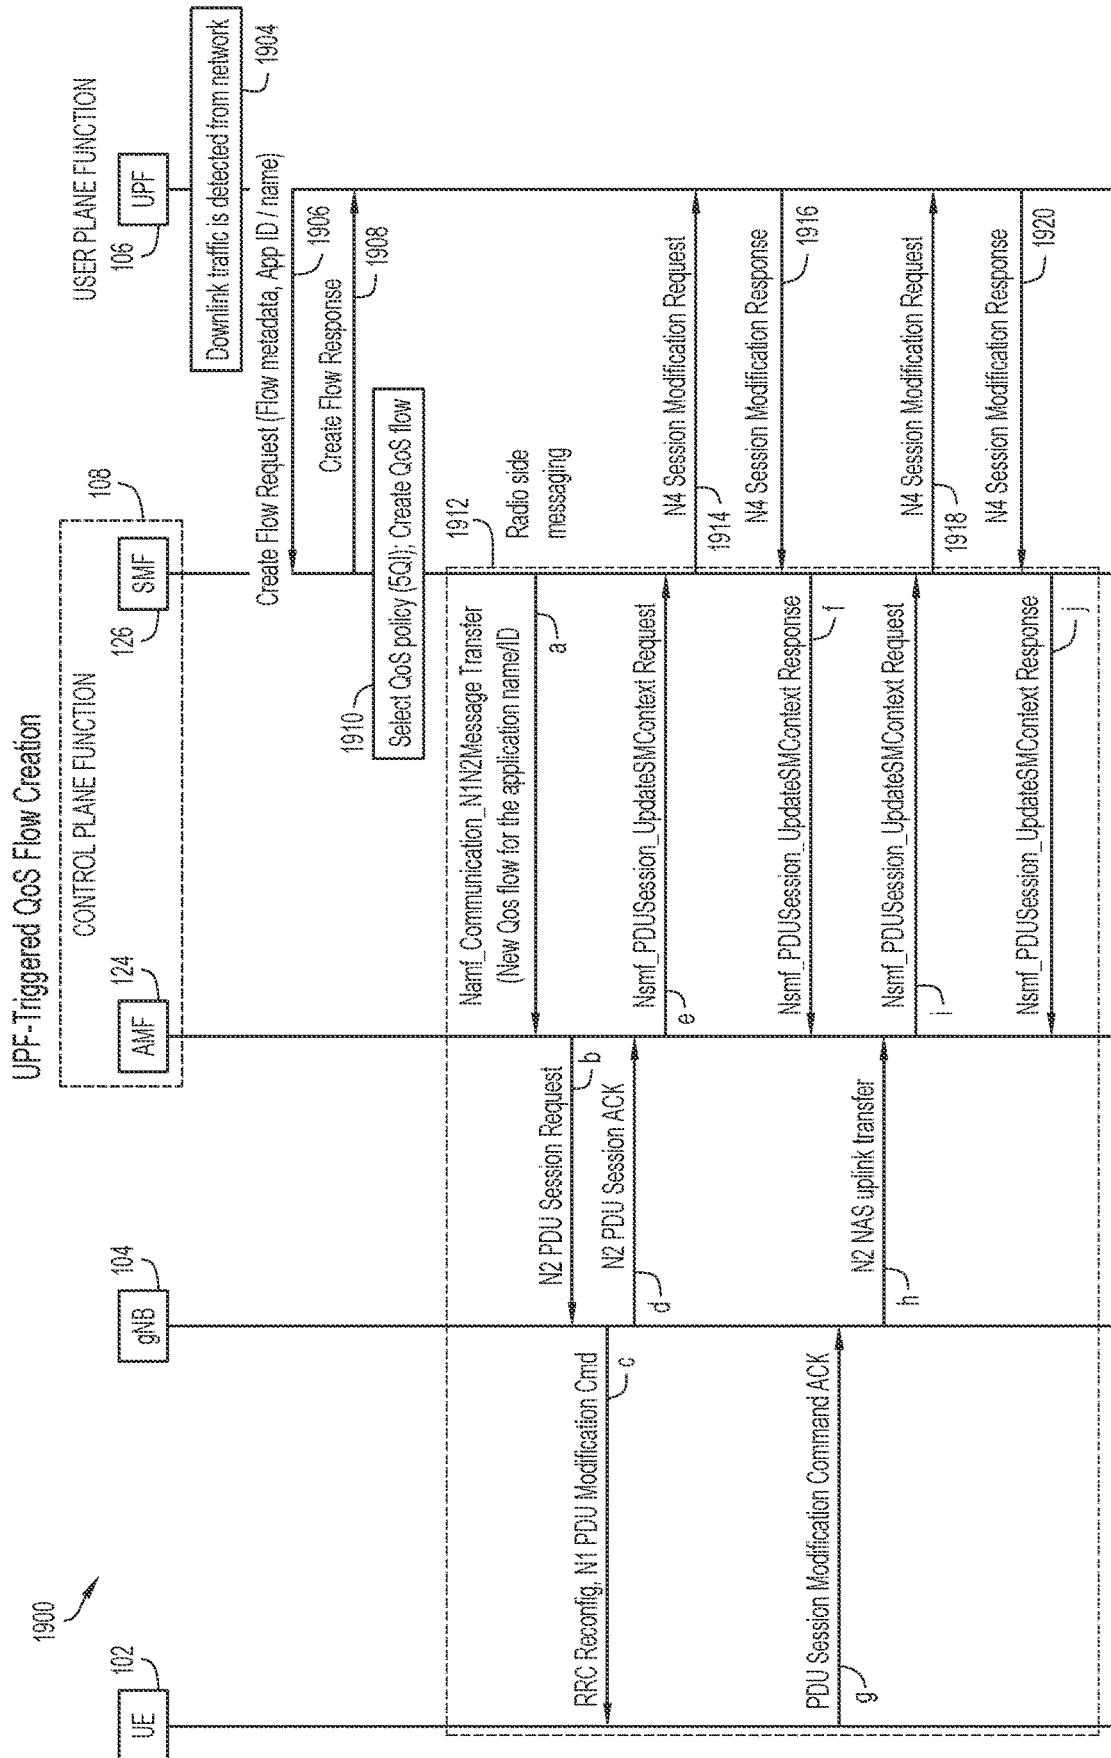 UPF-Triggered QoS Flow Creation
1900
CONTROL PLANE FUNCTION
108
USER PLANE FUNCTION
102
UE
104
gNB
124
AMF
126
SMF
106
UPF
Downlink traffic is detected from network
1904
Create Flow Request (Flow metadata, App ID / name)
1906
Create Flow Response
1908
1910
Select QoS policy (5QI); Create QoS flow
1912
Radio side
messaging
Namf_Communication_N1N2Message Transfer
(New Qos flow for the application name/ID
a
N2 PDU Session Request
b
RRC Reconfig, N1 PDU Modification Cmd
c
N2 PDU Session ACK
d
Nsmf_PDUSession_UpdateSMContext Request)
e
N4 Session Modification Request
1914
N4 Session Modification Response
1916
Nsmf_PDUSession_UpdateSMContext Response)
f
PDU Session Modification Command ACK
g
N2 NAS uplink transfer
h
Nsmf_PDUSession_UpdateSMContext Request)
i
N4 Session Modification Request
1918
N4 Session Modification Response
1920
Nsmf_PDUSession_UpdateSMContext Response)
j